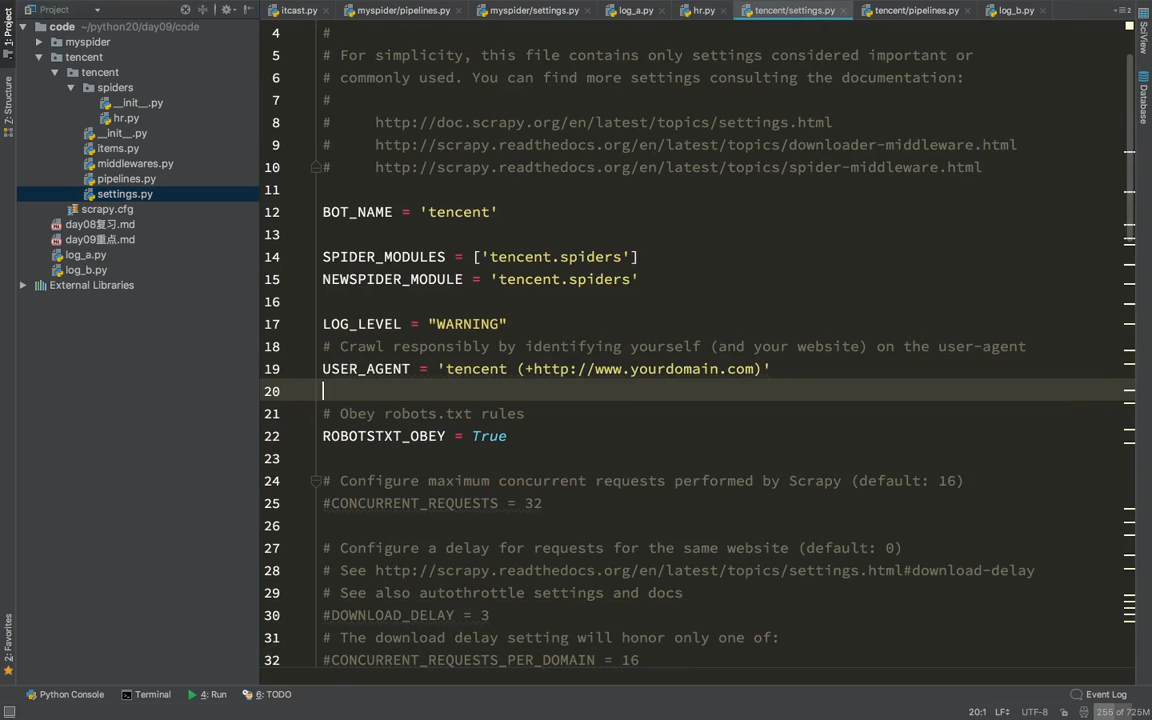 Project
itcast.py
myspider/pipelines.py
myspider/settings.py
log_a.py
hr.py
tencent/settings.py
tencent/pipelines.py
log_b.py
1: Project
7: Structure
2: Favorites
SciView
Database
code ~/python20/day09/code
myspider
tencent
tencent
spiders
__init__.py
hr.py
__init__.py
items.py
middlewares.py
pipelines.py
settings.py
scrapy.cfg
day08复习.md
day09重点.md
log_a.py
log_b.py
External Libraries
4 #
5 # For simplicity, this file contains only settings considered important or
6 # commonly used. You can find more settings consulting the documentation:
7 #
8 #     http://doc.scrapy.org/en/latest/topics/settings.html
9 #     http://scrapy.readthedocs.org/en/latest/topics/downloader-middleware.html
10 #     http://scrapy.readthedocs.org/en/latest/topics/spider-middleware.html
11
12 BOT_NAME = 'tencent'
13
14 SPIDER_MODULES = ['tencent.spiders']
15 NEWSPIDER_MODULE = 'tencent.spiders'
16
17 LOG_LEVEL = "WARNING"
18 # Crawl responsibly by identifying yourself (and your website) on the user-agent
19 USER_AGENT = 'tencent (+http://www.yourdomain.com)'
20
21 # Obey robots.txt rules
22 ROBOTSTXT_OBEY = True
23
24 # Configure maximum concurrent requests performed by Scrapy (default: 16)
25 #CONCURRENT_REQUESTS = 32
26
27 # Configure a delay for requests for the same website (default: 0)
28 # See http://scrapy.readthedocs.org/en/latest/topics/settings.html#download-delay
29 # See also autothrottle settings and docs
30 #DOWNLOAD_DELAY = 3
31 # The download delay setting will honor only one of:
32 #CONCURRENT_REQUESTS_PER_DOMAIN = 16
Python Console
Terminal
4: Run
6: TODO
Event Log
20:1 LF UTF-8 255 of 725M